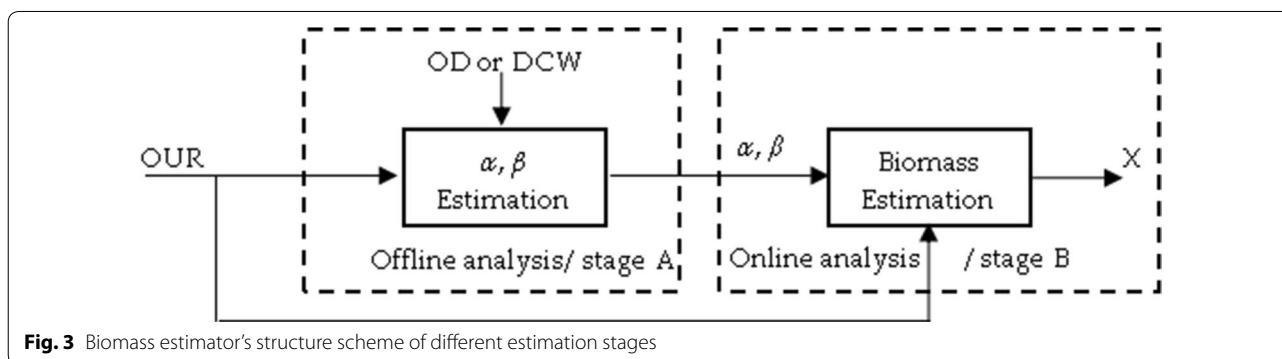 OD or DCW
OUR
α, β
Estimation
α, β
Biomass
Estimation
X
Offline analysis/ stage A
Online analysis / stage B
Fig. 3 Biomass estimator's structure scheme of different estimation stages